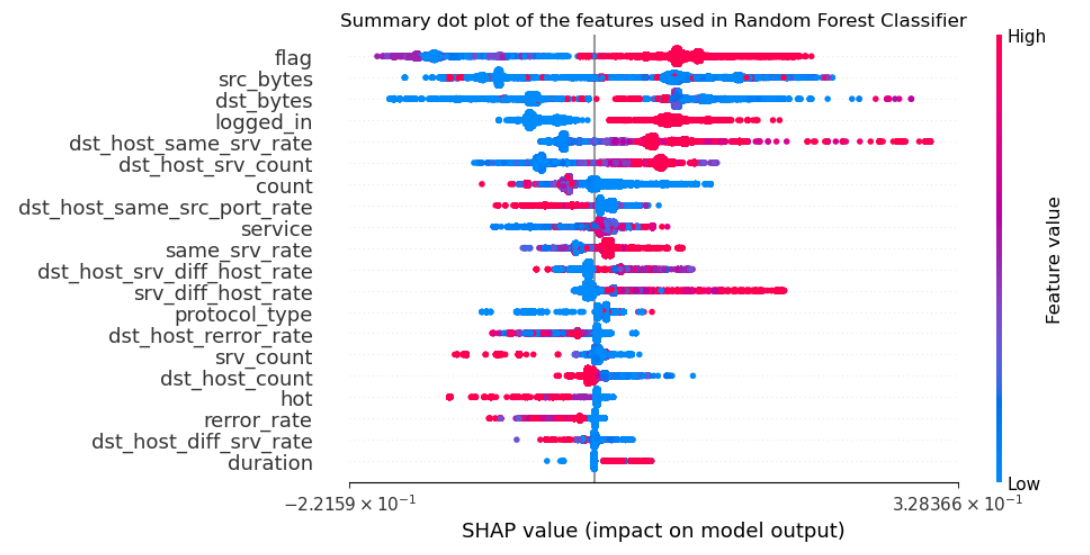 Summary dot plot of the features used in Random Forest Classifier
High
flag
src_bytes
dst_bytes
logged_in
dst_host_same_srv_rate
dst_host_srv_count
count
dst_host_same_src_port_rate
service
same_srv_rate
dst_host_srv_diff_host_rate
srv_diff_host_rate
protocol_type
dst_host_rerror_rate
srv_count
dst_host_count
hot
rerror_rate
dst_host_diff_srv_rate
duration
Feature value
Low
−2.2159 × 10⁻¹
3.28366 × 10⁻¹
SHAP value (impact on model output)